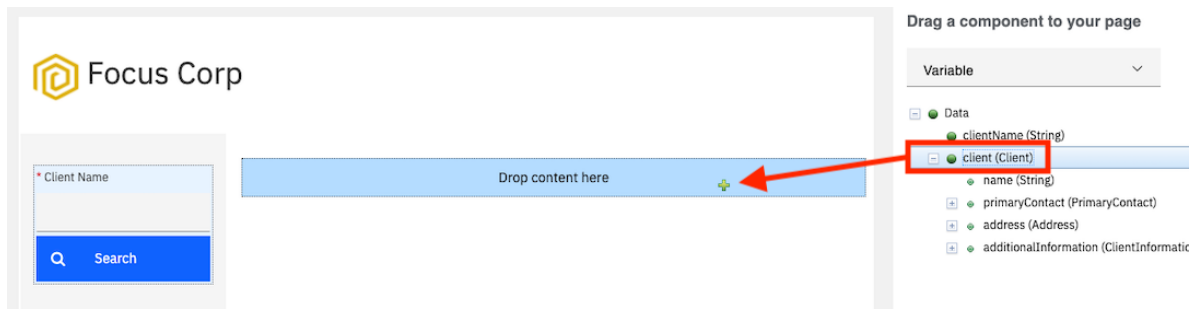 Drag a component to your page
Focus Corp
Variable
Data
clientName (String)
* Client Name
Drop content here
client (Client)
name (String)
primaryContact (PrimaryContact)
address (Address)
Search
additionalInformation (ClientInformatio